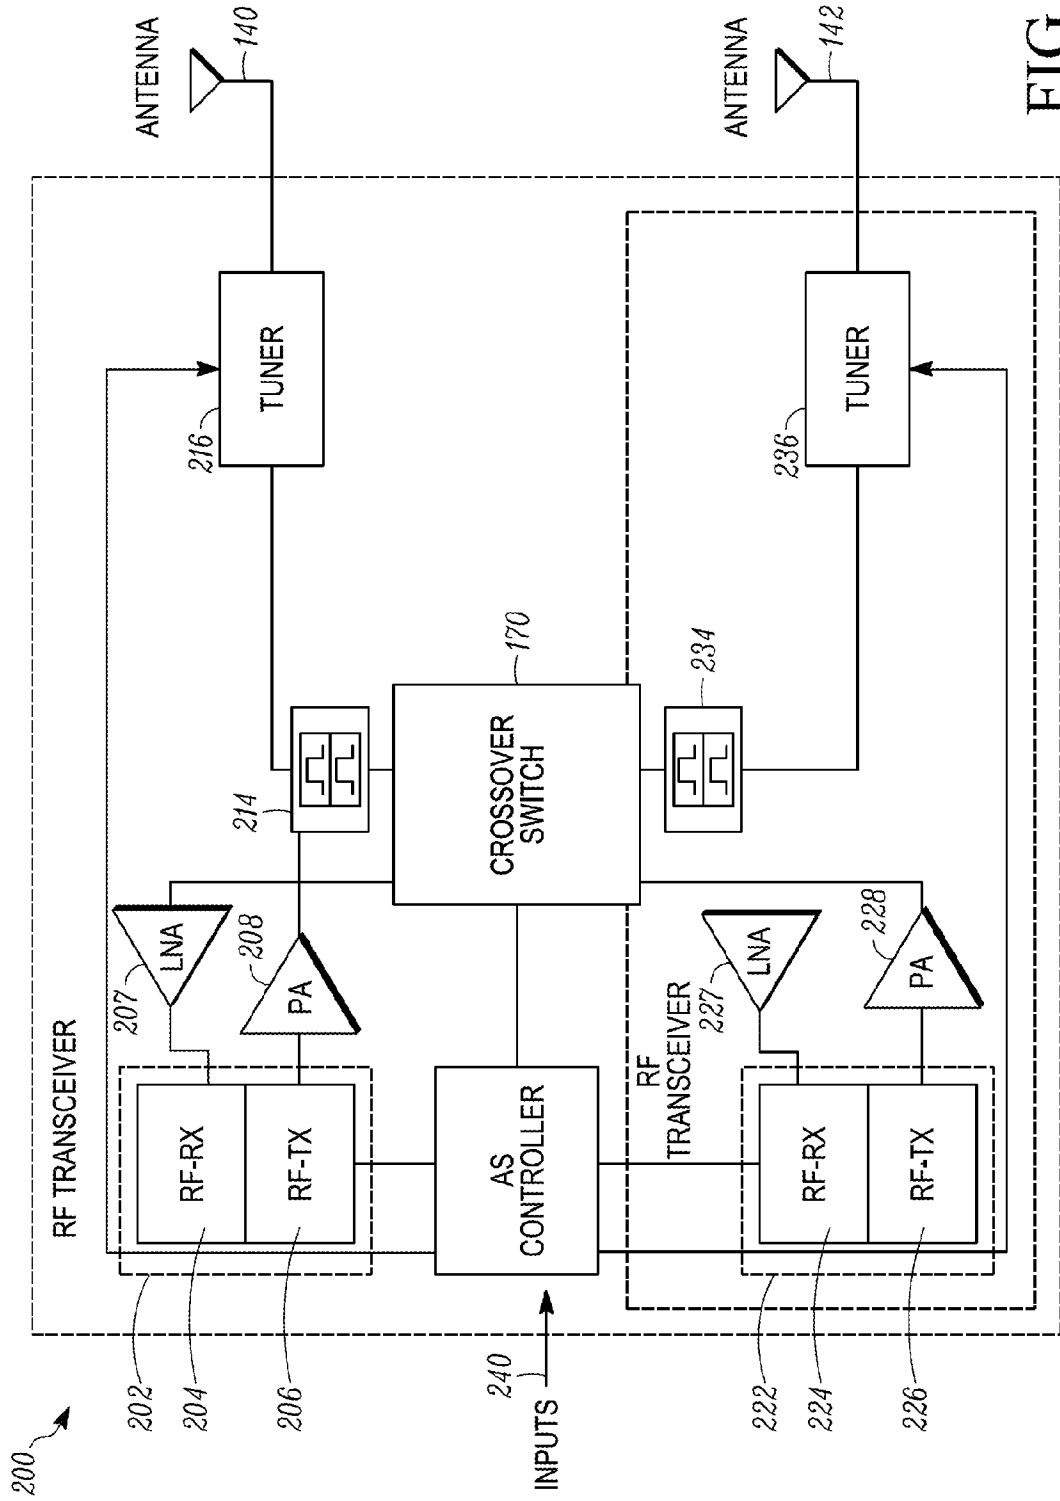 200
RF TRANSCEIVER
202
204
206
RF-RX
RF-TX
207
LNA
208
PA
214
216
TUNER
ANTENNA
140
INPUTS
240
AS
CONTROLLER
CROSSOVER
SWITCH
170
RF
TRANSCEIVER
222
224
226
RF-RX
RF-TX
227
LNA
228
PA
234
236
TUNER
ANTENNA
142
FIG